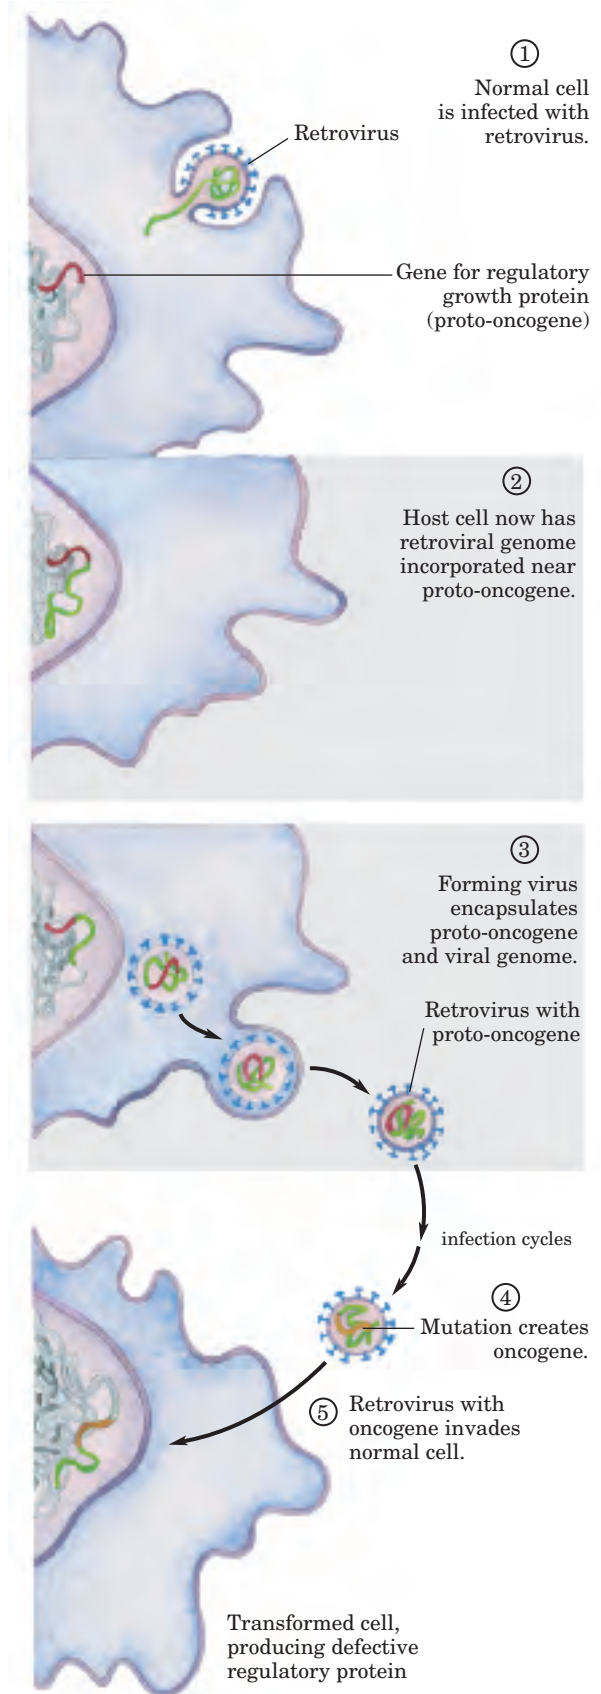 ①
Normal cell
is infected with
retrovirus.
Retrovirus
Gene for regulatory
growth protein
(proto-oncogene)
②
Host cell now has
retroviral genome
incorporated near
proto-oncogene.
③
Forming virus
encapsulates
proto-oncogene
and viral genome.
Retrovirus with
proto-oncogene
infection cycles
④
Mutation creates
oncogene.
⑤ Retrovirus with
oncogene invades
normal cell.
Transformed cell,
producing defective
regulatory protein